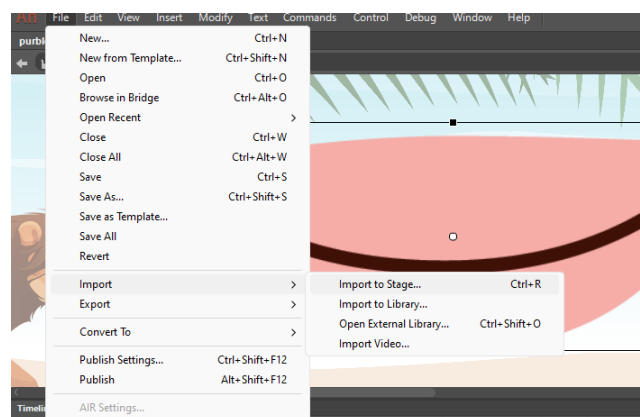 An File Edit View Insert Modify Text Commands Control Debug Window Help
purble
New... Ctrl+N
New from Template... Ctrl+Shift+N
Open Ctrl+O
Browse in Bridge Ctrl+Alt+O
Open Recent >
Close Ctrl+W
Close All Ctrl+Alt+W
Save Ctrl+S
Save As... Ctrl+Shift+S
Save as Template...
Save All
Revert
Import >
Import to Stage... Ctrl+R
Export >
Import to Library...
Open External Library... Ctrl+Shift+O
Convert To >
Import Video...
Publish Settings... Ctrl+Shift+F12
Publish Alt+Shift+F12
AIR Settings...